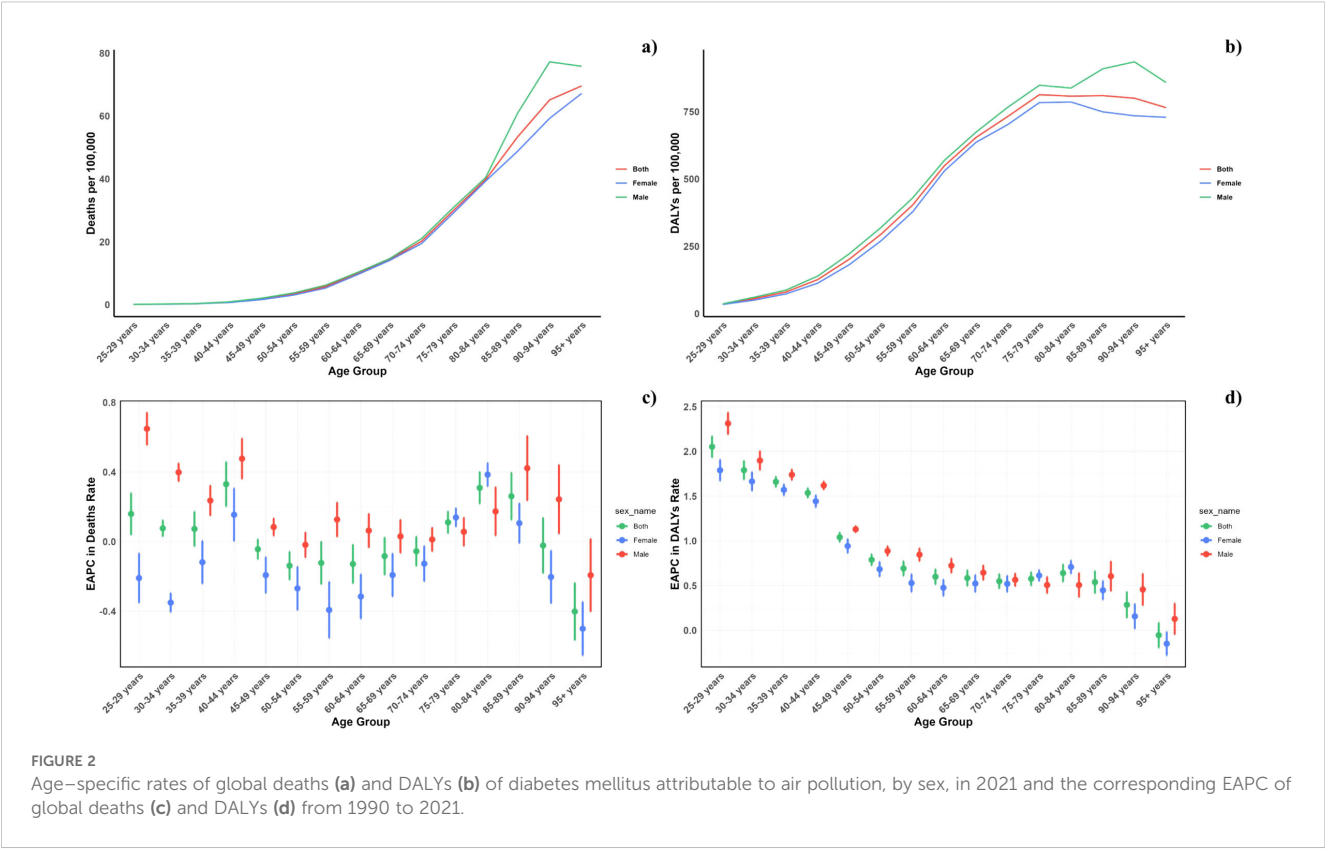 a)
80
60
40
20
0
Deaths per 100,000
Both
Female
Male
25-29 years
30-34 years
35-39 years
40-44 years
45-49 years
50-54 years
55-59 years
60-64 years
65-69 years
70-74 years
75-79 years
80-84 years
85-89 years
90-94 years
95+ years
Age Group
b)
750
500
250
0
DALYs per 100,000
Both
Female
Male
25-29 years
30-34 years
35-39 years
40-44 years
45-49 years
50-54 years
55-59 years
60-64 years
65-69 years
70-74 years
75-79 years
80-84 years
85-89 years
90-94 years
95+ years
Age Group
c)
0.8
0.4
0.0
-0.4
EAPC in Deaths Rate
sex_name
Both
Female
Male
25-29 years
30-34 years
35-39 years
40-44 years
45-49 years
50-54 years
55-59 years
60-64 years
65-69 years
70-74 years
75-79 years
80-84 years
85-89 years
90-94 years
95+ years
Age Group
d)
2.5
2.0
1.5
1.0
0.5
0.0
EAPC in DALYs Rate
sex_name
Both
Female
Male
25-29 years
30-34 years
35-39 years
40-44 years
45-49 years
50-54 years
55-59 years
60-64 years
65-69 years
70-74 years
75-79 years
80-84 years
85-89 years
90-94 years
95+ years
Age Group
FIGURE 2
Age–specific rates of global deaths (a) and DALYs (b) of diabetes mellitus attributable to air pollution, by sex, in 2021 and the corresponding EAPC of
global deaths (c) and DALYs (d) from 1990 to 2021.